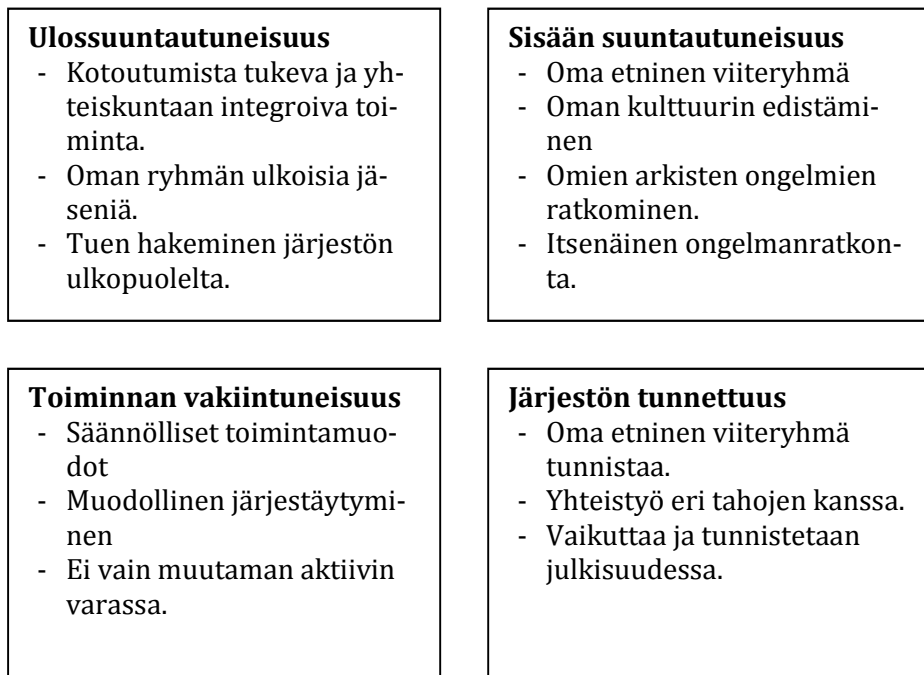 Ulossuuntautuneisuus
- Kotoutumista tukeva ja yh-
teiskuntaan integroiva toi-
minta.
- Oman ryhmän ulkoisia jä-
seniä.
- Tuen hakeminen järjestön
ulkopuolelta.
Sisään suuntautuneisuus
- Oma etninen viiteryhmä
- Oman kulttuurin edistämi-
nen
- Omien arkisten ongelmien
ratkominen.
- Itsenäinen ongelmanratkon-
ta.
Toiminnan vakiintuneisuus
- Säännölliset toimintamuo-
dot
- Muodollinen järjestäytymi-
nen
- Ei vain muutaman aktiivin
varassa.
Järjestön tunnettuus
- Oma etninen viiteryhmä
tunnistaa.
- Yhteistyö eri tahojen kanssa.
- Vaikuttaa ja tunnistetaan
julkisuudessa.